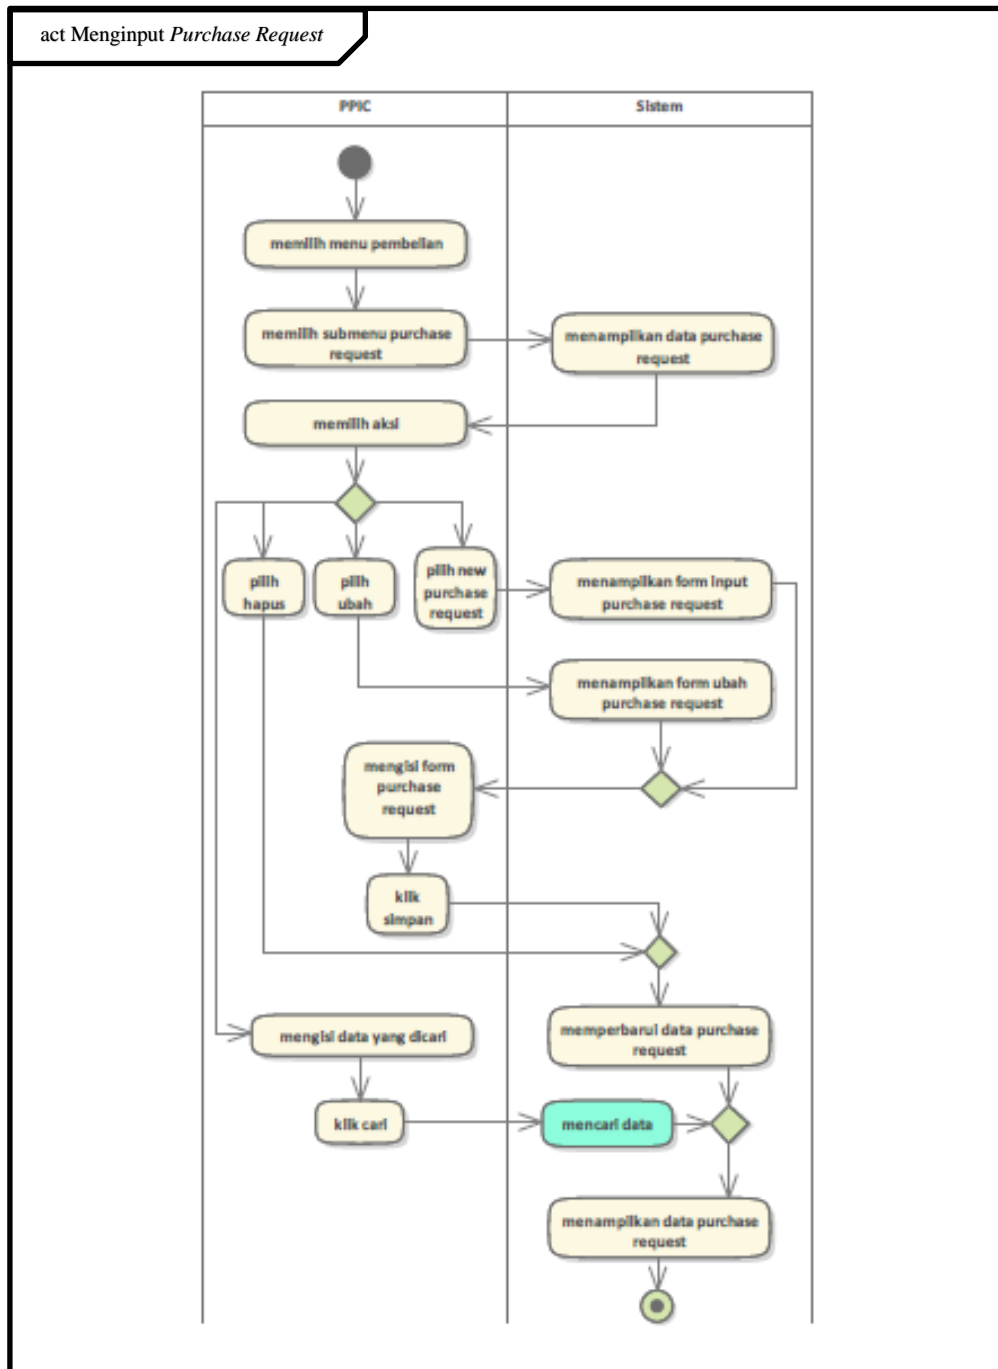 act Menginput Purchase Request
PPIC
Sistem
memilih menu pembelian
memilih submenu purchase
request
menampilkan data purchase
request
memilih aksi
pilih
hapus
pilih
ubah
pilih new
purchase
request
menampilkan form input
purchase request
menampilkan form ubah
purchase request
mengisi form
purchase
request
klik
simpan
memperbarui data purchase
request
mengisi data yang dicari
klik cari
mencari data
menampilkan data purchase
request